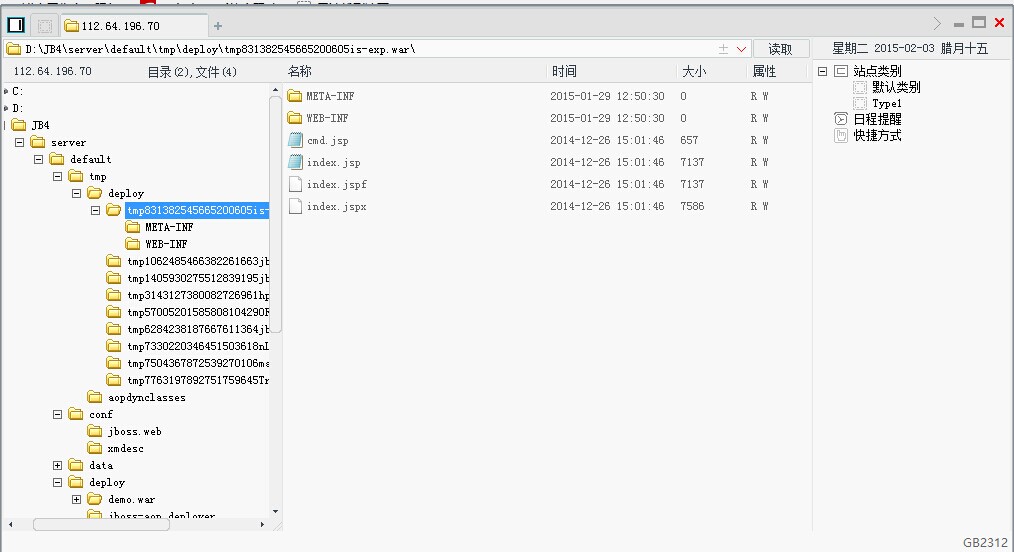 112.64.196.70
D:\JB4\server\default\tmp\deploy\tmp831382545665200605is-exp.war\ 读取 星期二 2015-02-03 腊月十五
112.64.196.70 目录(2),文件(4)
C:
D:
JB4
server
default
tmp
deploy
tmp831382545665200605is-
META-INF
WEB-INF
tmp1062485466382261663jb
tmp1405930275512839195jb
tmp3143127380082726961hp
tmp5700520158580810429OR
tmp6284238187667611364jb
tmp7330220346451503618nL
tmp7504367872539270106ma
tmp7763197892751759645Tr
aopdynclasses
conf
jboss.web
xmdesc
data
deploy
demo.war
jboss-aop.deployer
名称 时间 大小 属性
META-INF 2015-01-29 12:50:30 0 R W
WEB-INF 2015-01-29 12:50:30 0 R W
cmd.jsp 2014-12-26 15:01:46 657 R W
index.jsp 2014-12-26 15:01:46 7137 R W
index.jspf 2014-12-26 15:01:46 7137 R W
index.jspx 2014-12-26 15:01:46 7586 R W
站点类别
默认类别
Type1
日程提醒
快捷方式
GB2312